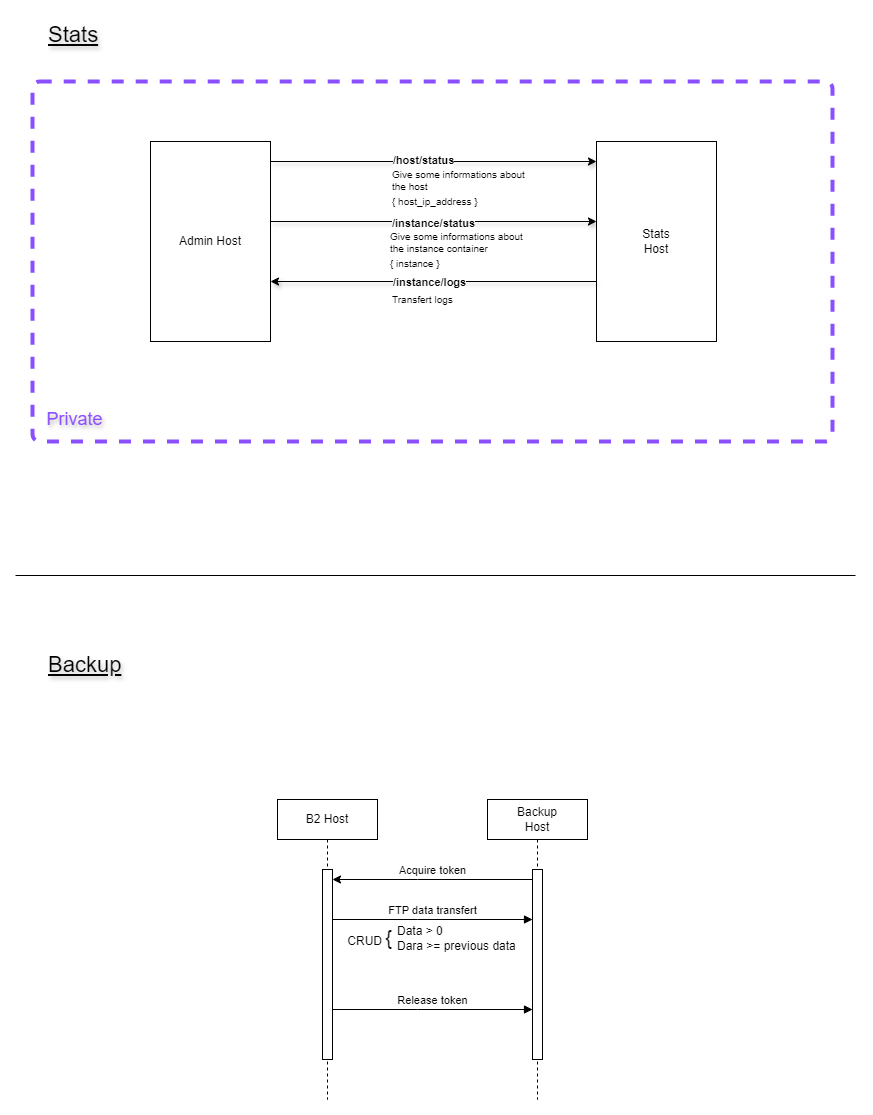 Stats
/host/status
Give some informations about
the host
{ host_ip_address }
Admin Host
/instance/status
Give some informations about
the instance container
{ instance }
Stats
Host
/instance/logs
Transfert logs
Private
Backup
B2 Host
Backup
Host
Acquire token
FTP data transfert
CRUD {
Data > 0
Dara >= previous data
Release token